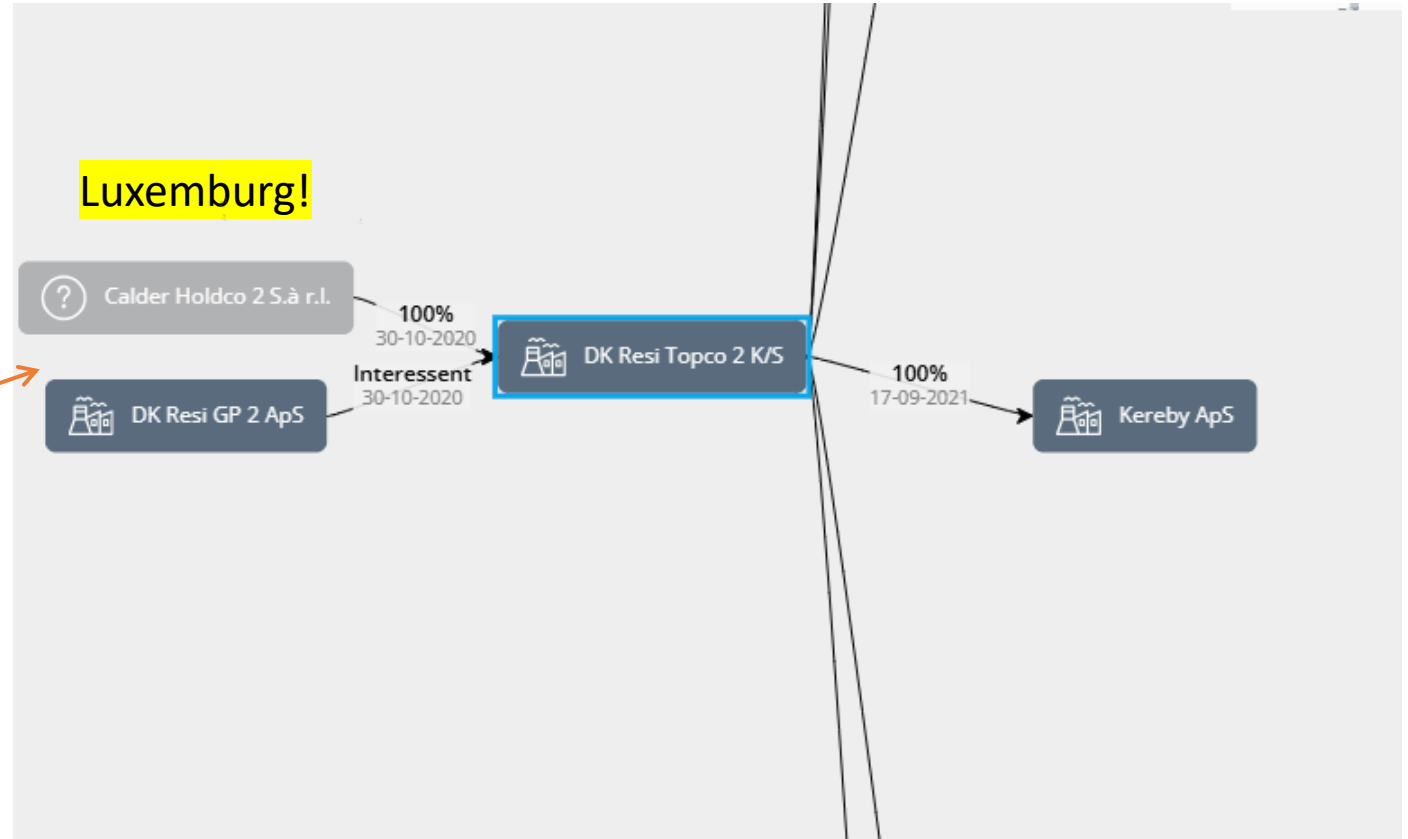 Luxemburg!
Calder Holdco 2 S.à r.l.
100%
30-10-2020
DK Resi Topco 2 K/S
Interessent
30-10-2020
DK Resi GP 2 ApS
100%
17-09-2021
Kereby ApS